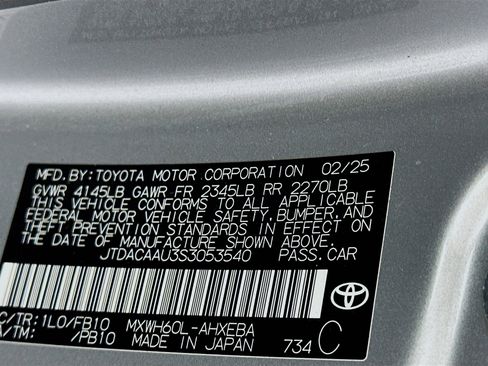 MFD.BY:TOYOTA MOTOR CORPORATION 02/25
GVWR 4145LB GAWR FR 2345LB RR 2270LB
THIS VEHICLE CONFORMS TO ALL APPLICABLE
FEDERAL MOTOR VEHICLE SAFETY,BUMPER,AND
THEFT PREVENTION STANDARDS IN EFFECT ON
THE DATE OF MANUFACTURE SHOWN ABOVE.
JTDACAAU3S3053540 PASS.CAR
C/TR:1L0/FB10 MXWH60L-AHXEBA
/TM: /PB10 MADE IN JAPAN 734 C
TOYOTA